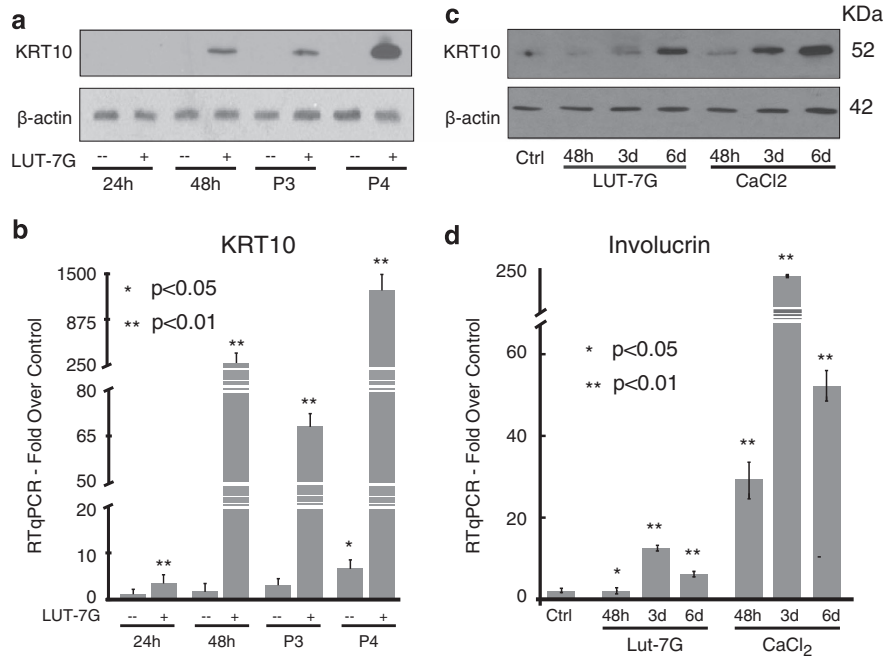 a
KRT10
β-actin
LUT-7G -- + -- + -- + -- +
24h 48h P3 P4
c
KDa
KRT10 52
β-actin 42
Ctrl 48h 3d 6d 48h 3d 6d
LUT-7G CaCl2
b
KRT10
RTqPCR - Fold Over Control
1500
875
250
80
65
50
20
10
0
* p<0.05
** p<0.01
**
**
**
*
**
LUT-7G -- + -- + -- + -- +
24h 48h P3 P4
d
Involucrin
RTqPCR - Fold Over Control
250
60
40
20
0
* p<0.05
** p<0.01
*
**
**
**
**
**
Ctrl 48h 3d 6d 48h 3d 6d
Lut-7G CaCl₂